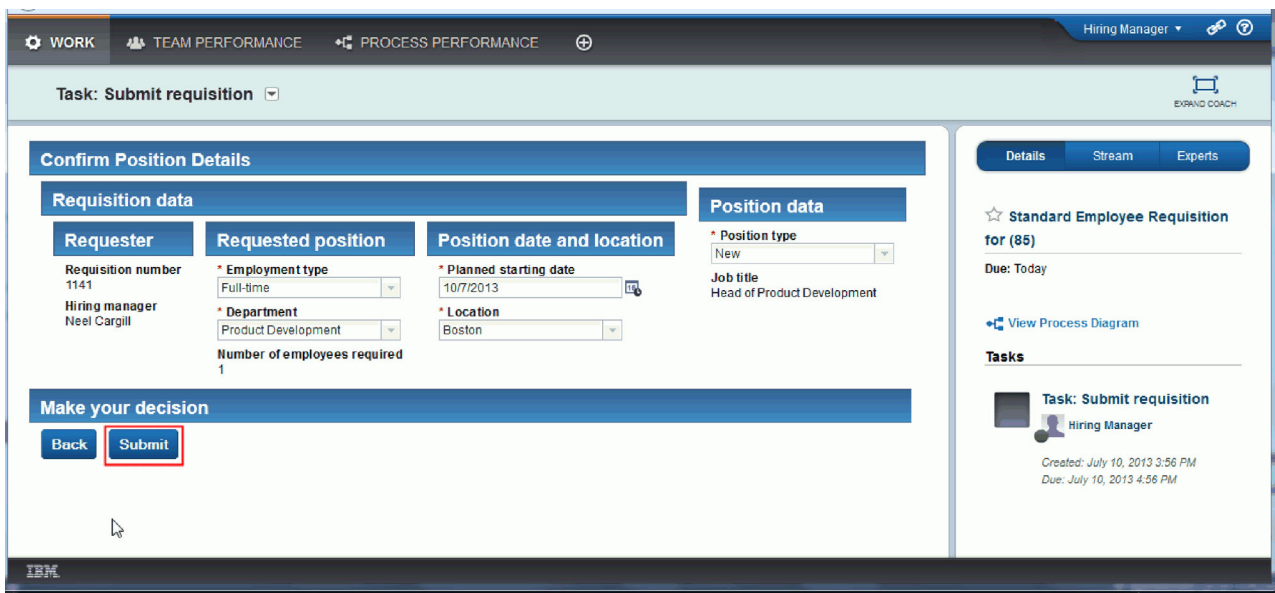 WORK
TEAM PERFORMANCE
PROCESS PERFORMANCE
Hiring Manager
Task: Submit requisition
EXPAND COACH
Confirm Position Details
Requisition data
Requester
Requisition number
1141
Hiring manager
Neel Cargill
Requested position
* Employment type
Full-time
* Department
Product Development
Number of employees required
1
Position date and location
* Planned starting date
10/7/2013
* Location
Boston
Position data
* Position type
New
Job title
Head of Product Development
Make your decision
Back
Submit
Details
Stream
Experts
Standard Employee Requisition
for (85)
Due: Today
View Process Diagram
Tasks
Task: Submit requisition
Hiring Manager
Created: July 10, 2013 3:56 PM
Due: July 10, 2013 4:56 PM
IBM.